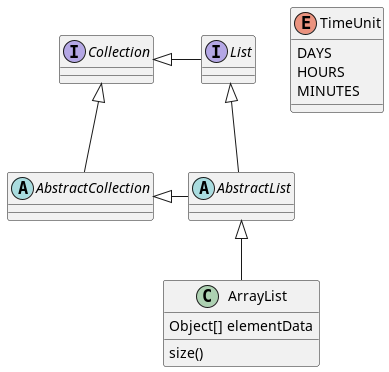 I Collection
I List
E TimeUnit
DAYS
HOURS
MINUTES
A AbstractCollection
A AbstractList
C ArrayList
Object[] elementData
size()